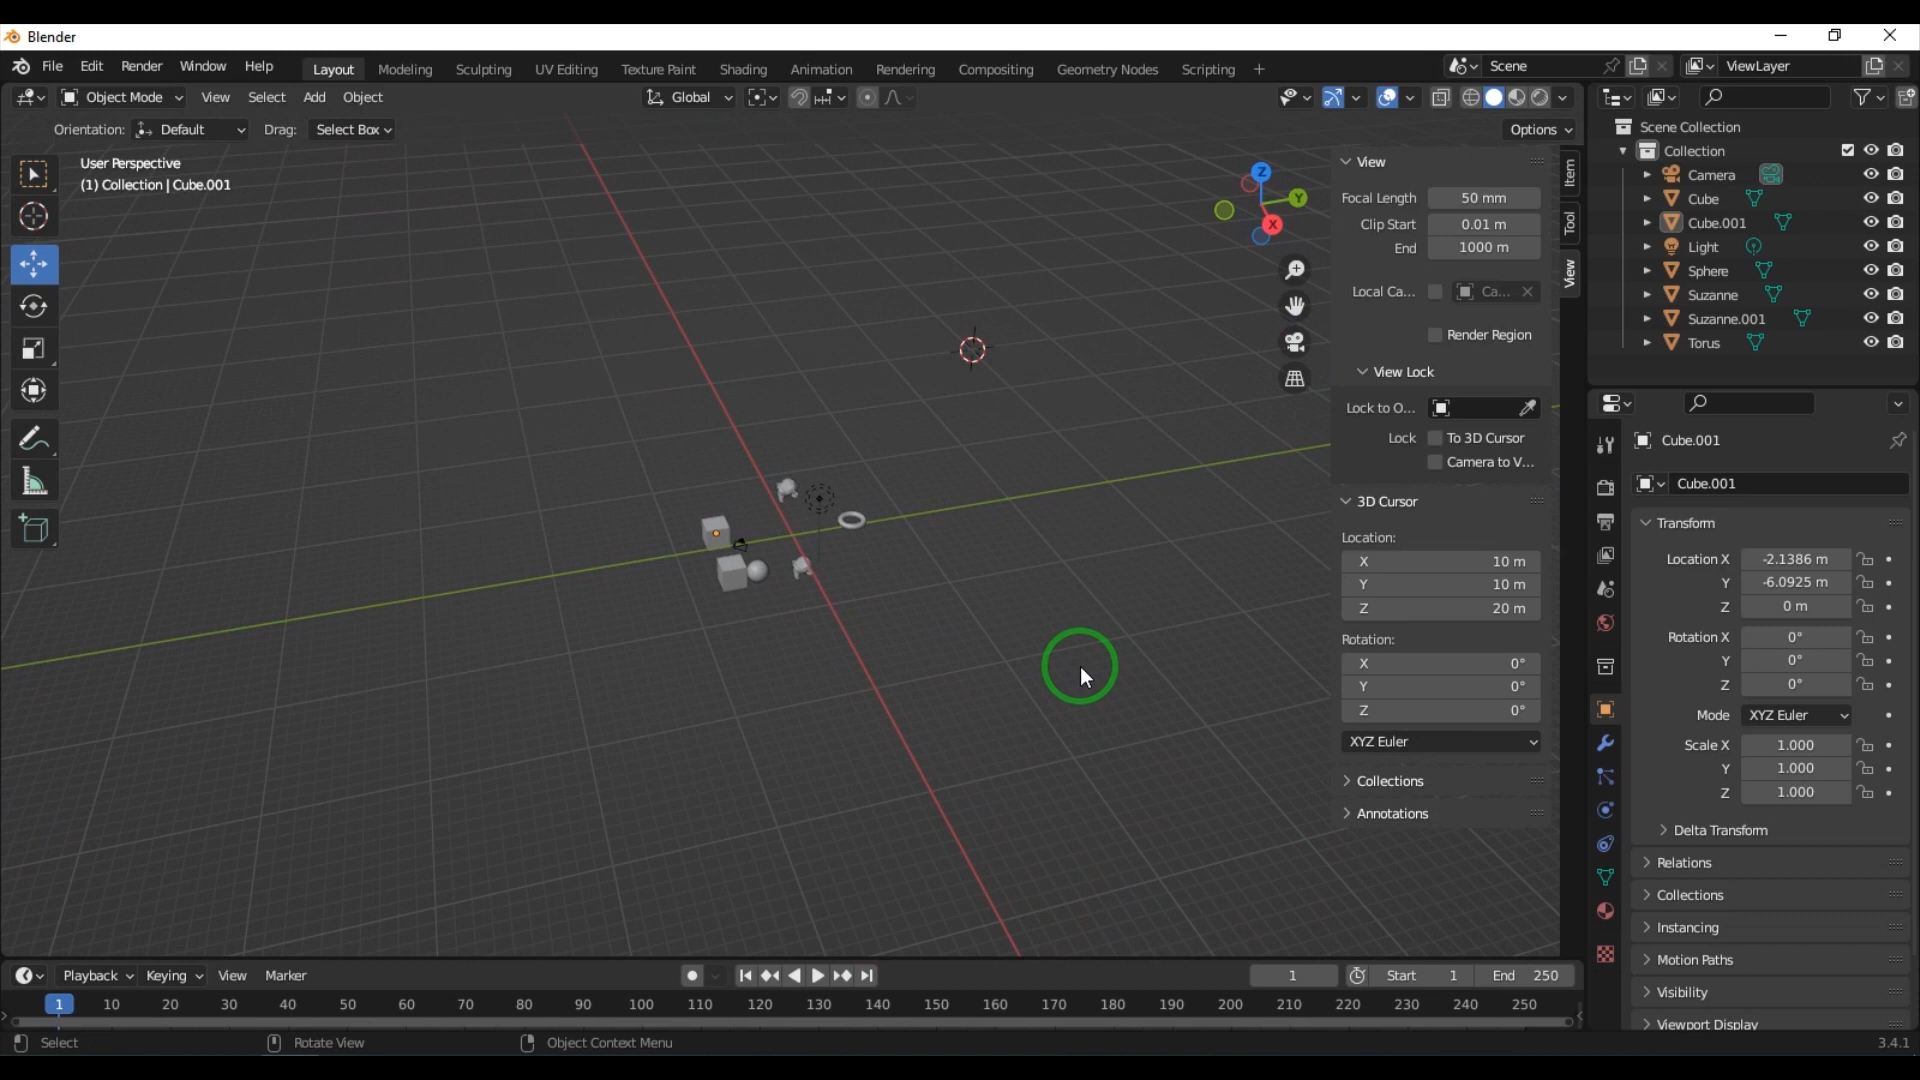 Blender
File Edit Render Window Help Layout Modeling Sculpting UV Editing Texture Paint Shading Animation Rendering Compositing Geometry Nodes Scripting + Scene ViewLayer
Object Mode View Select Add Object Global
Orientation: Default Drag: Select Box Options
User Perspective
(1) Collection | Cube.001
Z
Y
X
View
Focal Length 50 mm
Clip Start 0.01 m
End 1000 m
Local Ca... Ca...
Render Region
View Lock
Lock to O...
Lock To 3D Cursor
Camera to V...
3D Cursor
Location:
X 10 m
Y 10 m
Z 20 m
Rotation:
X 0°
Y 0°
Z 0°
XYZ Euler
Collections
Annotations
Item
Tool
View
Scene Collection
Collection
Camera
Cube
Cube.001
Light
Sphere
Suzanne
Suzanne.001
Torus
Cube.001
Cube.001
Transform
Location X -2.1386 m
Y -6.0925 m
Z 0 m
Rotation X 0°
Y 0°
Z 0°
Mode XYZ Euler
Scale X 1.000
Y 1.000
Z 1.000
Delta Transform
Relations
Collections
Instancing
Motion Paths
Visibility
Viewport Display
Playback Keying View Marker 1 Start 1 End 250
1 10 20 30 40 50 60 70 80 90 100 110 120 130 140 150 160 170 180 190 200 210 220 230 240 250
Select Rotate View Object Context Menu 3.4.1